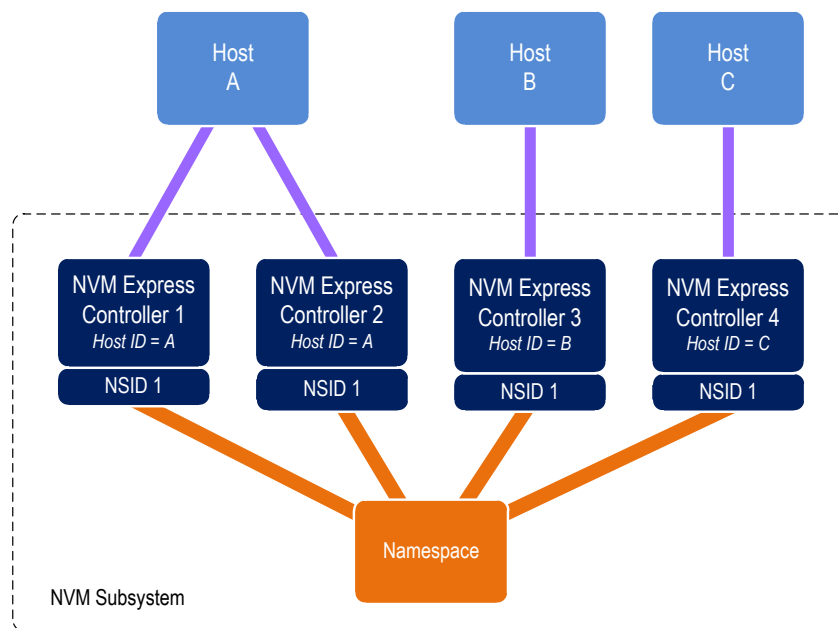 Host
A
Host
B
Host
C
NVM Express
Controller 1
Host ID = A
NVM Express
Controller 2
Host ID = A
NVM Express
Controller 3
Host ID = B
NVM Express
Controller 4
Host ID = C
NSID 1
NSID 1
NSID 1
NSID 1
Namespace
NVM Subsystem